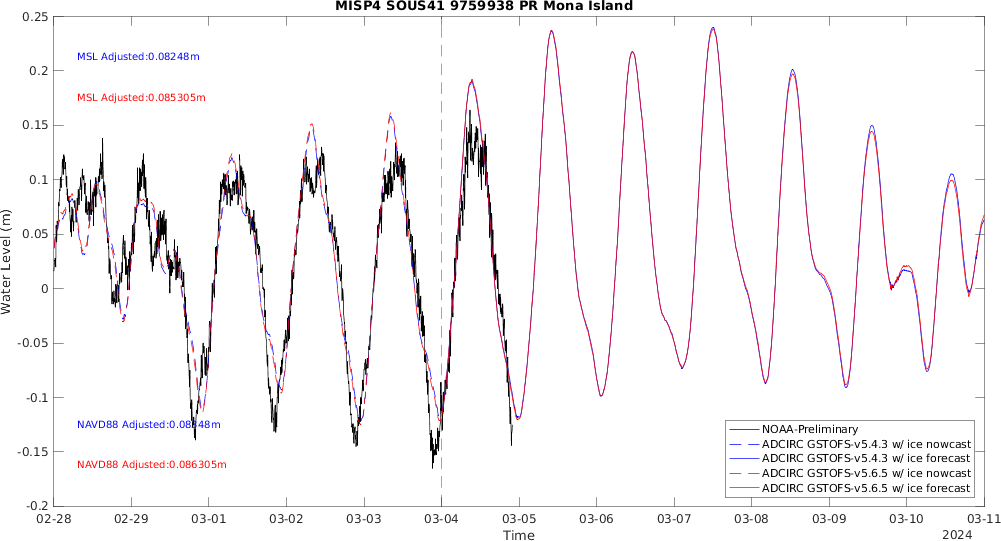 MISP4 SOUS41 9759938 PR Mona Island
0.25
0.2
0.15
0.1
0.05
0
-0.05
-0.1
-0.15
-0.2
Water Level (m)
MSL Adjusted:0.08248m
MSL Adjusted:0.085305m
NAVD88 Adjusted:0.08348m
NAVD88 Adjusted:0.086305m
NOAA-Preliminary
ADCIRC GSTOFS-v5.4.3 w/ ice nowcast
ADCIRC GSTOFS-v5.4.3 w/ ice forecast
ADCIRC GSTOFS-v5.6.5 w/ ice nowcast
ADCIRC GSTOFS-v5.6.5 w/ ice forecast
02-28 02-29 03-01 03-02 03-03 03-04 03-05 03-06 03-07 03-08 03-09 03-10 03-11
Time
2024